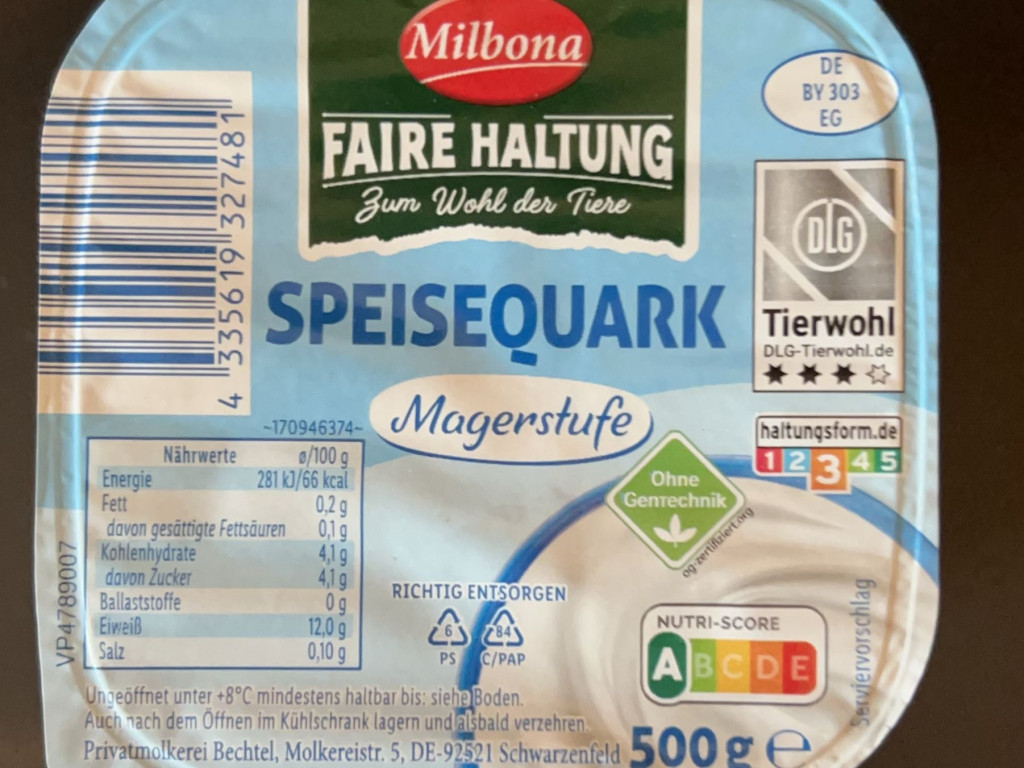 Milbona
FAIRE HALTUNG
Zum Wohl der Tiere
DE
BY 303
EG
DLG
Tierwohl
DLG-Tierwohl.de
haltungsform.de
1 2 3 4 5
4 335619 327481
SPEISEQUARK
Magerstufe
~170946374~
Nährwerte ø/100 g
Energie 281 kJ/66 kcal
Fett 0,2 g
davon gesättigte Fettsäuren 0,1 g
Kohlenhydrate 4,1 g
davon Zucker 4,1 g
Ballaststoffe 0 g
Eiweiß 12,0 g
Salz 0,10 g
VP4789007
Ohne
GenTechnik
og-zertifiziert.org
RICHTIG ENTSORGEN
6 84
PS C/PAP
NUTRI-SCORE
A B C D E
Serviervorschlag
Ungeöffnet unter +8°C mindestens haltbar bis: siehe Boden.
Auch nach dem Öffnen im Kühlschrank lagern und alsbald verzehren.
Privatmolkerei Bechtel, Molkereistr. 5, DE-92521 Schwarzenfeld
500 g e